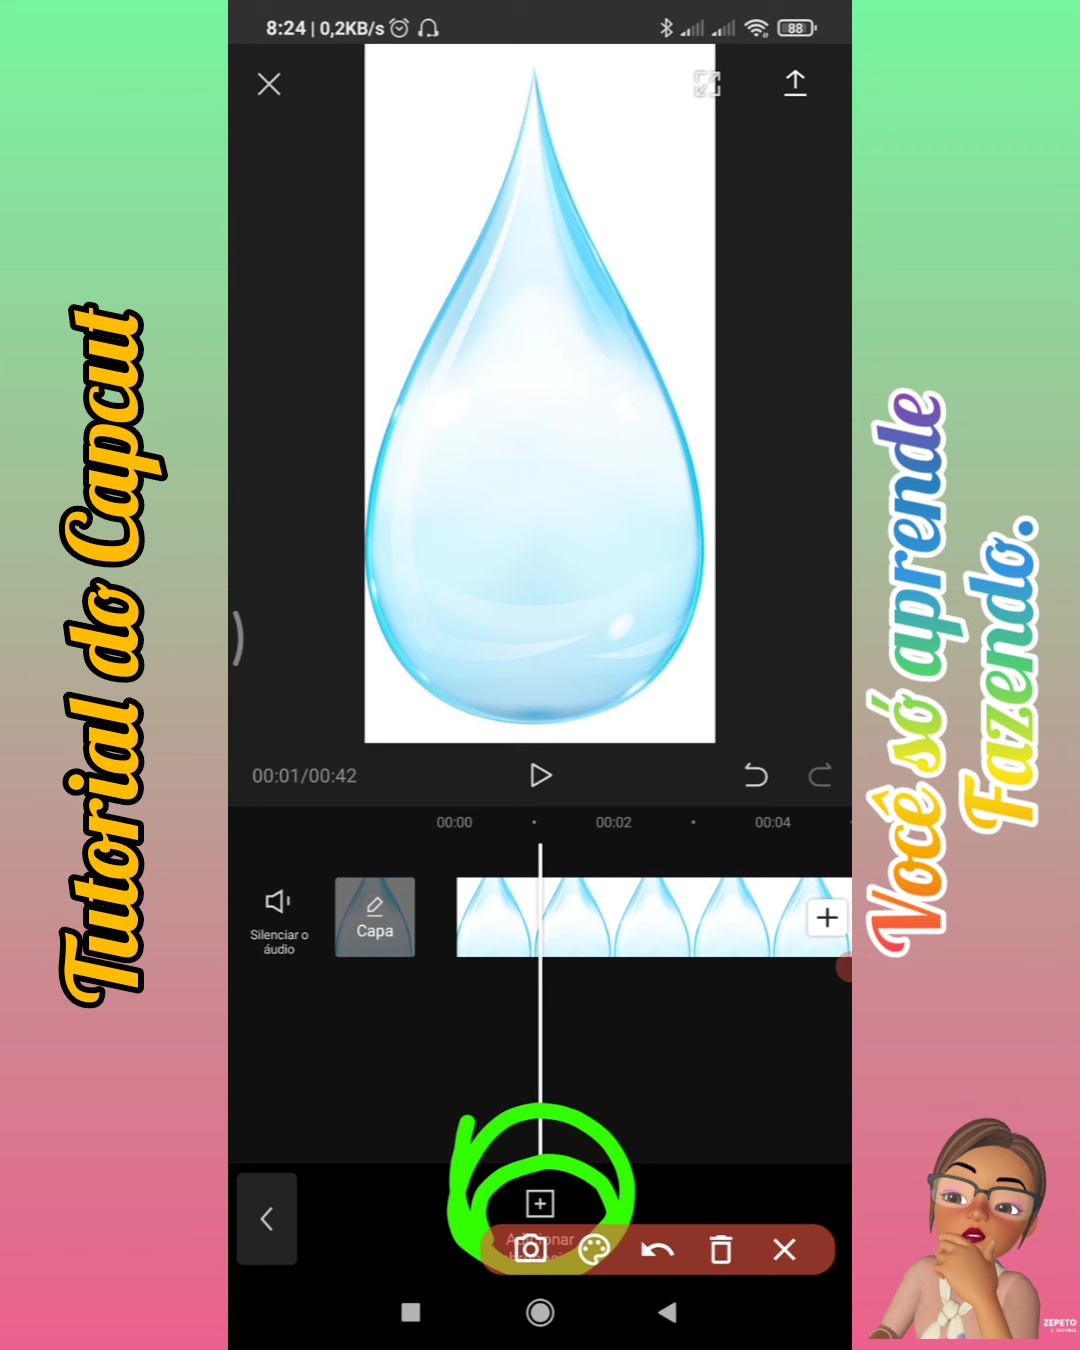 8:24 | 0,2KB/s
88
Tutorial do Capcut
Você só aprende
Fazendo.
00:01/00:42
00:00
00:02
00:04
Silenciar o
áudio
Capa
Adicionar
ZEPETO